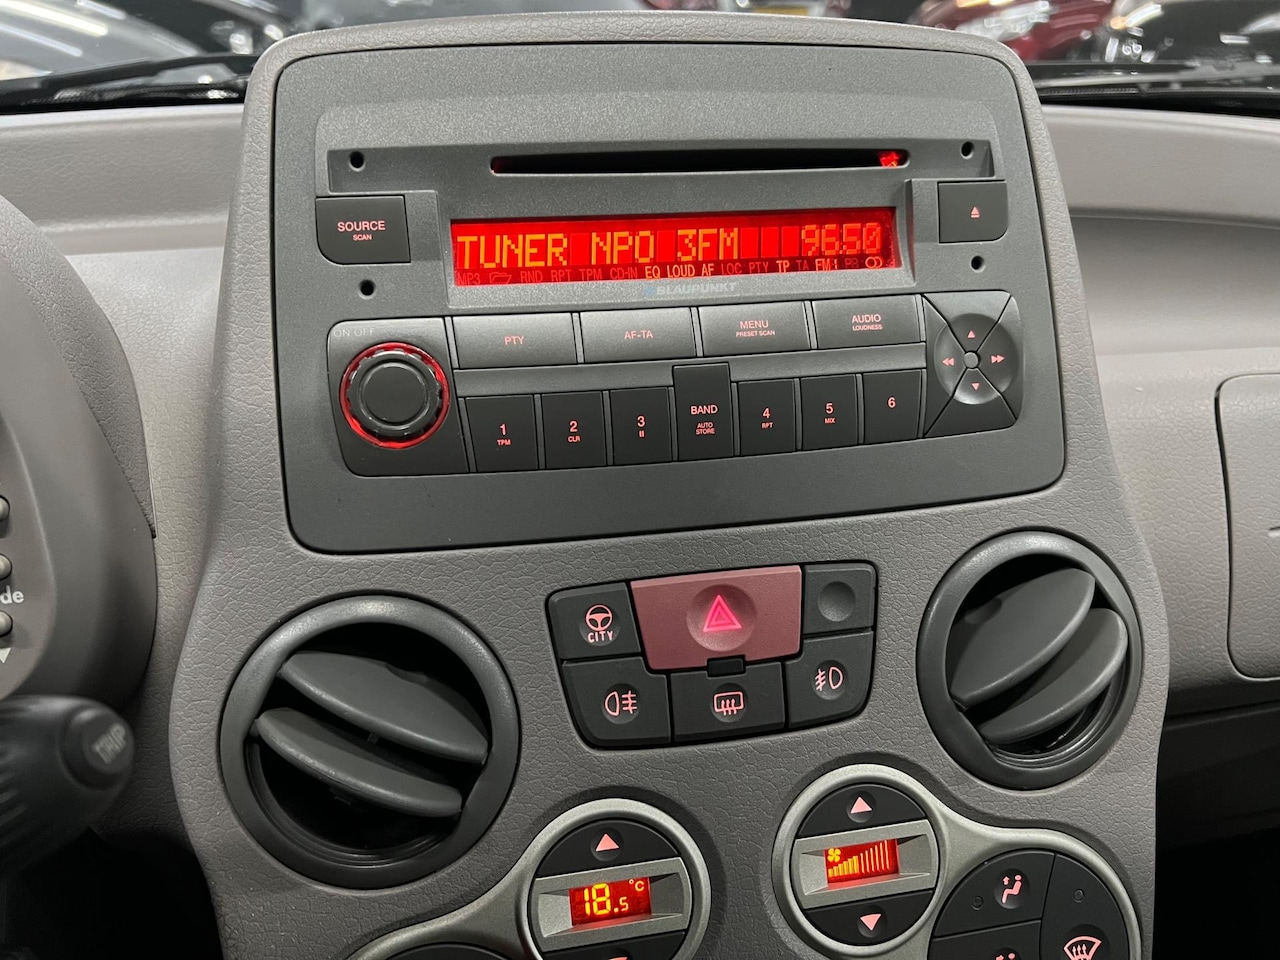 SOURCE
SCAN
TUNER NPO 3FM 96.50
MP3 RND RPT TPM CD-IN EQ LOUD AF LOC PTY TP TA FM1
BLAUPUNKT
ON OFF
PTY
AF-TA
MENU
PRESET SCAN
AUDIO
LOUDNESS
1
TPM
2
CLR
3
BAND
AUTO
STORE
4
RPT
5
MIX
6
CITY
de
TRIP
18.5 °C